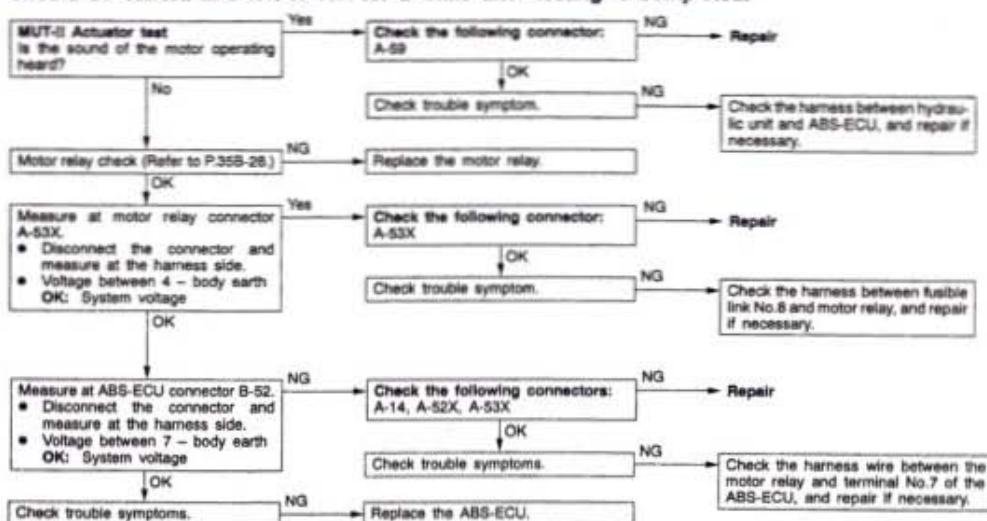 MUT-II Actuator test
Is the sound of the motor operating heard?
Yes
Check the following connector:
A-59
NG
Repair
OK
No
Check trouble symptom.
NG
Check the harness between hydrau-
lic unit and ABS-ECU, and repair if
necessary.
Motor relay check (Refer to P.35B-28.)
NG
Replace the motor relay.
OK
Measure at motor relay connector
A-53X.
● Disconnect the connector and
measure at the harness side.
● Voltage between 4 – body earth
OK: System voltage
Yes
Check the following connector:
A-53X
NG
Repair
OK
Check trouble symptom.
NG
Check the harness between fusible
link No.8 and motor relay, and repair
if necessary.
OK
Measure at ABS-ECU connector B-52.
● Disconnect the connector and
measure at the harness side.
● Voltage between 7 – body earth
OK: System voltage
NG
Check the following connectors:
A-14, A-52X, A-53X
NG
Repair
OK
Check trouble symptoms.
NG
Check the harness wire between the
motor relay and terminal No.7 of the
ABS-ECU, and repair if necessary.
OK
Check trouble symptoms.
NG
Replace the ABS-ECU.